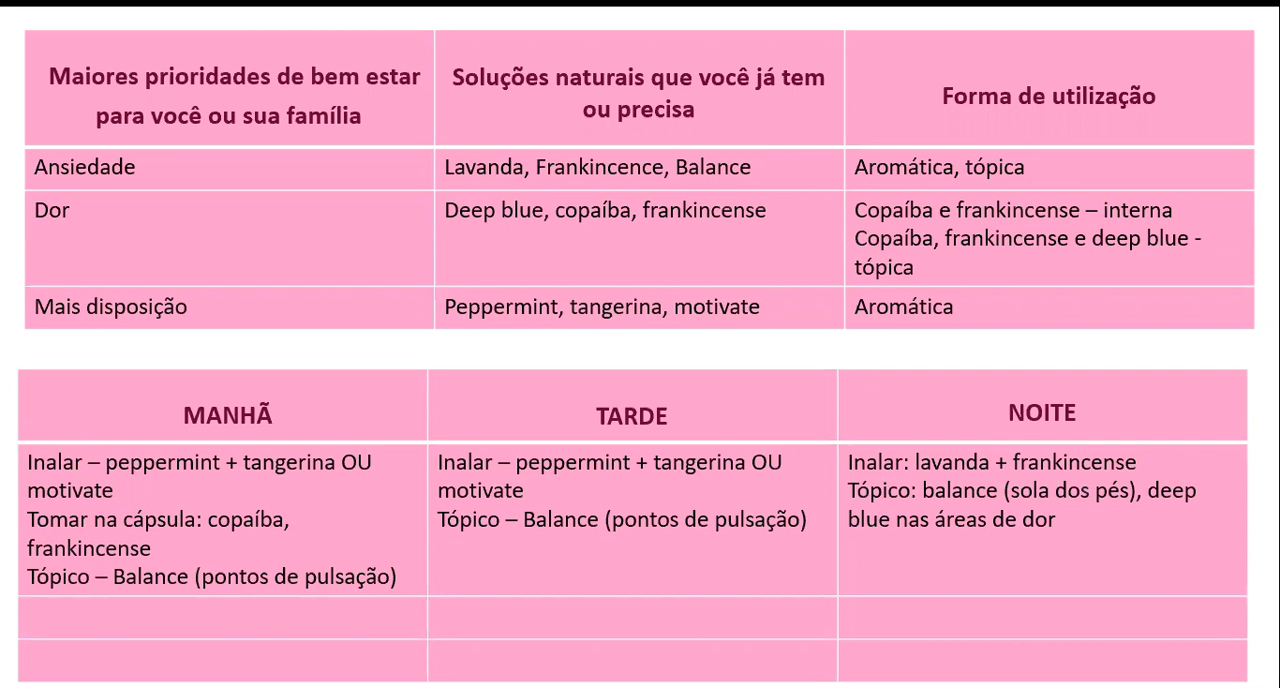 Maiores prioridades de bem estar
para você ou sua família
Soluções naturais que você já tem
ou precisa
Forma de utilização
Ansiedade
Lavanda, Frankincence, Balance
Aromática, tópica
Dor
Deep blue, copaíba, frankincense
Copaíba e frankincense – interna
Copaíba, frankincense e deep blue -
tópica
Mais disposição
Peppermint, tangerina, motivate
Aromática
MANHÃ
TARDE
NOITE
Inalar – peppermint + tangerina OU
motivate
Tomar na cápsula: copaíba,
frankincense
Tópico – Balance (pontos de pulsação)
Inalar – peppermint + tangerina OU
motivate
Tópico – Balance (pontos de pulsação)
Inalar: lavanda + frankincense
Tópico: balance (sola dos pés), deep
blue nas áreas de dor